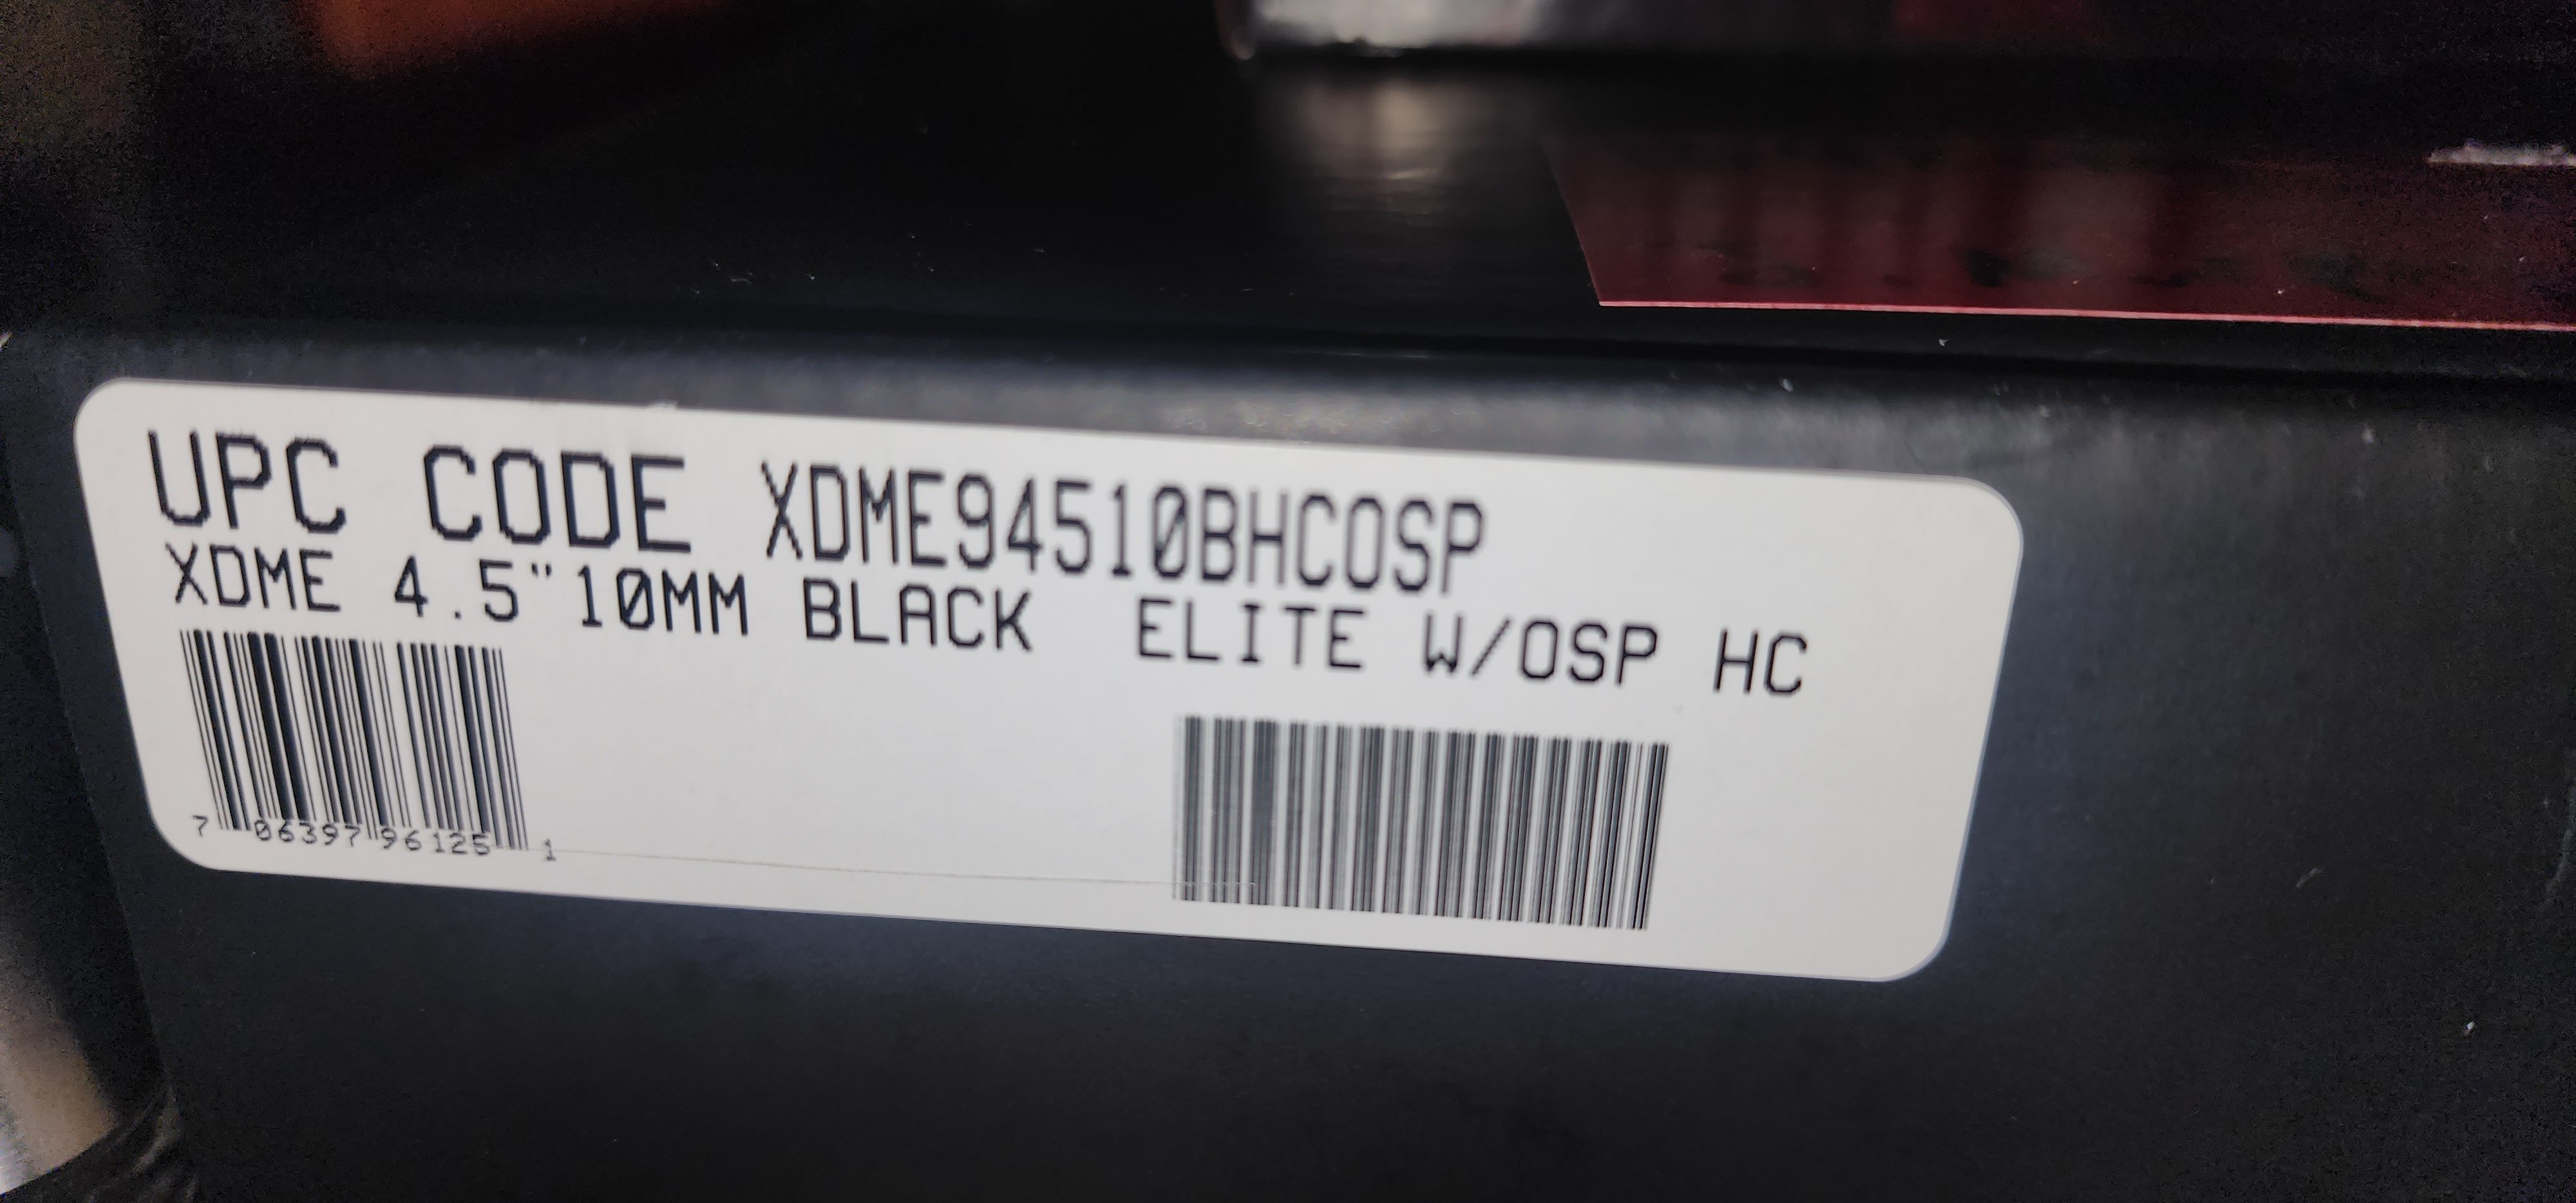 UPC CODE XDME94510BHCOSP
XDME 4.5"10MM BLACK ELITE W/OSP HC
7 06397 96125 1